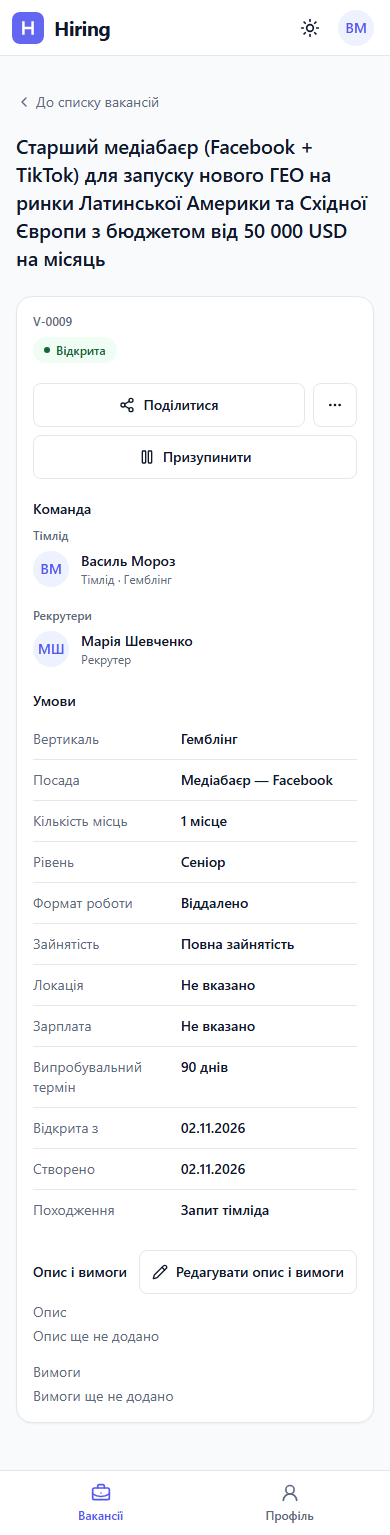 H Hiring
ВМ
До списку вакансій
Старший медіабаєр (Facebook +
TikTok) для запуску нового ГЕО на
ринки Латинської Америки та Східної
Європи з бюджетом від 50 000 USD
на місяць
V-0009
Відкрита
Поділитися
Призупинити
Команда
Тімлід
ВМ
Василь Мороз
Тімлід · Гемблінг
Рекрутери
МШ
Марія Шевченко
Рекрутер
Умови
Вертикаль Гемблінг
Посада Медіабаєр — Facebook
Кількість місць 1 місце
Рівень Сеніор
Формат роботи Віддалено
Зайнятість Повна зайнятість
Локація Не вказано
Зарплата Не вказано
Випробувальний 90 днів
термін
Відкрита з 02.11.2026
Створено 02.11.2026
Походження Запит тімліда
Опис і вимоги Редагувати опис і вимоги
Опис
Опис ще не додано
Вимоги
Вимоги ще не додано
Вакансії Профіль